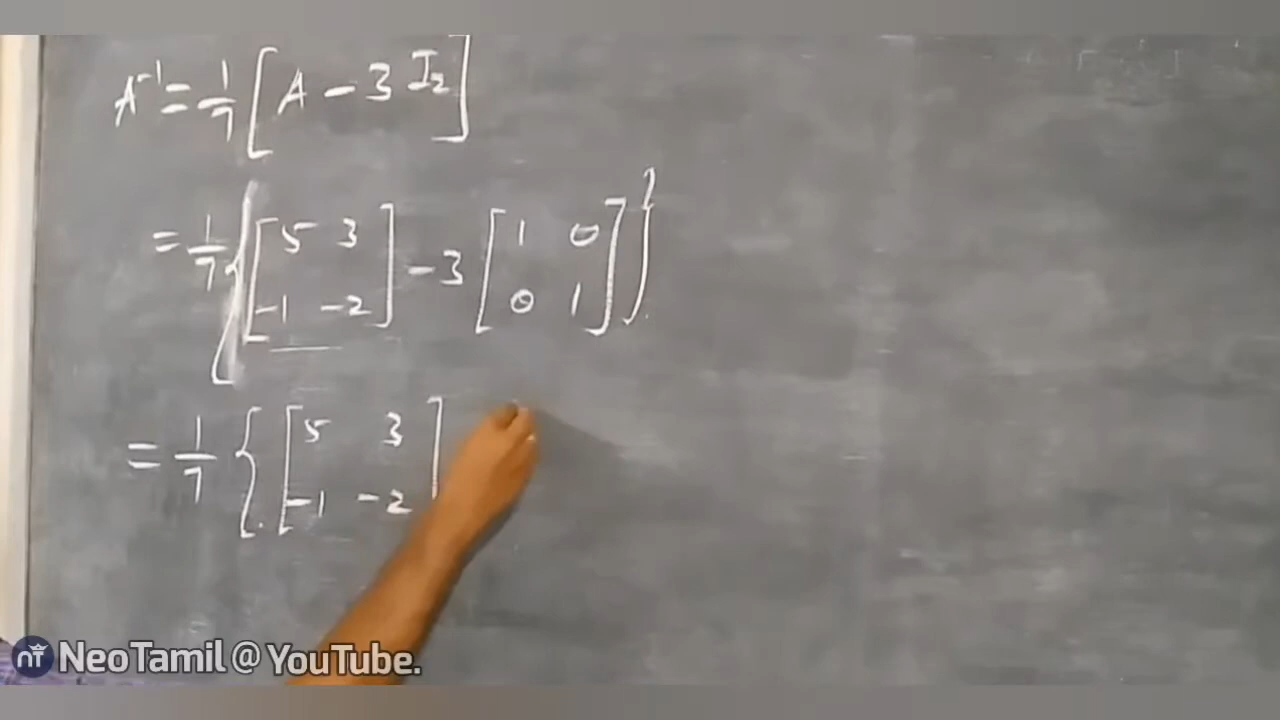 A⁻¹ = 1/7 [A − 3 I₂]
= 1/7 { [5 3; −1 −2] − 3 [1 0; 0 1] }
= 1/7 { [5 3; −1 −2]
nT NeoTamil @ YouTube.